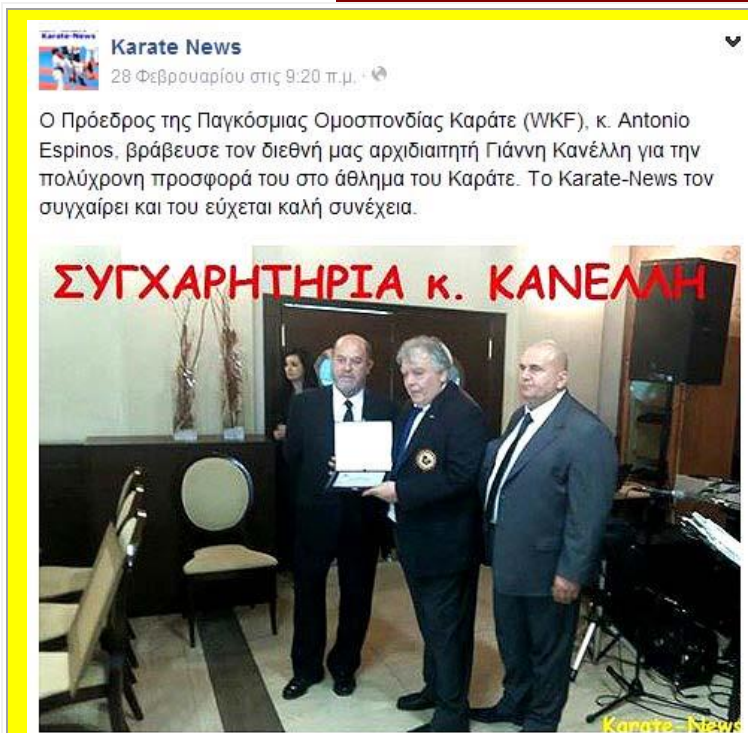 Karate-News
Karate News
28 Φεβρουαρίου στις 9:20 π.μ. ·
Ο Πρόεδρος της Παγκόσμιας Ομοσπονδίας Καράτε (WKF), κ. Antonio
Espinos, βράβευσε τον διεθνή μας αρχιδιαιτητή Γιάννη Κανέλλη για την
πολύχρονη προσφορά του στο άθλημα του Καράτε. Το Karate-News τον
συγχαίρει και του εύχεται καλή συνέχεια.
ΣΥΓΧΑΡΗΤΗΡΙΑ κ. ΚΑΝΕΛΛΗ
Karate-News